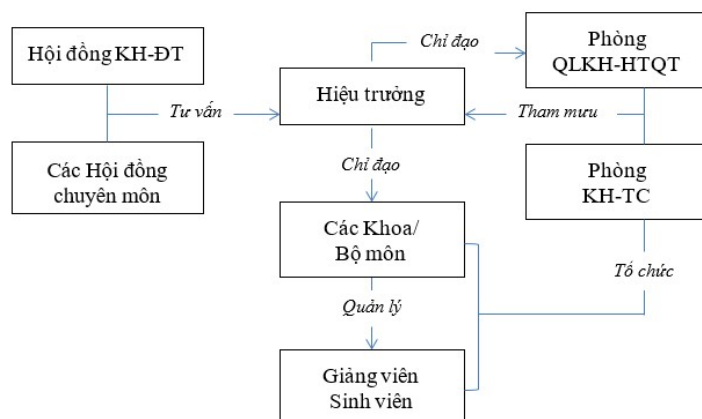 Hội đồng KH-ĐT
Chỉ đạo
Phòng
QLKH-HTQT
Hiệu trưởng
Tư vấn
Tham mưu
Các Hội đồng
chuyên môn
Chỉ đạo
Phòng
KH-TC
Các Khoa/
Bộ môn
Tổ chức
Quản lý
Giảng viên
Sinh viên